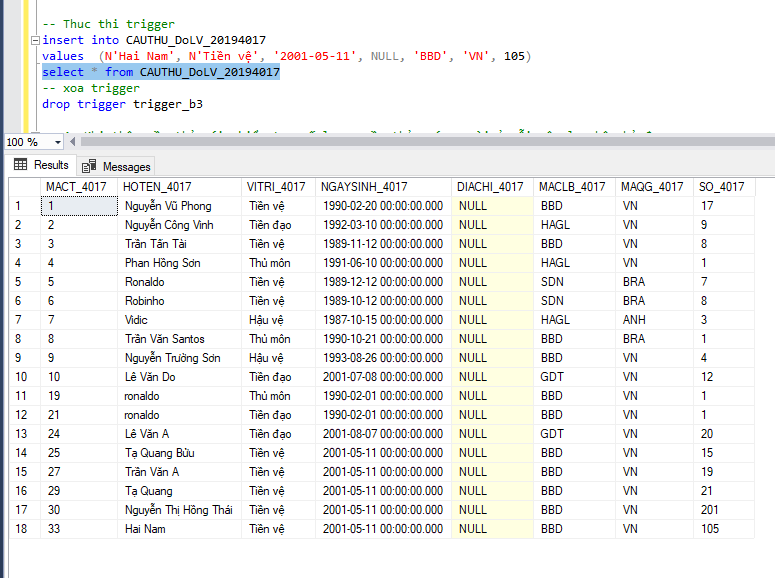 -- Thuc thi trigger
insert into CAUTHU_DoLV_20194017
values (N'Hai Nam', N'Tiền vệ', '2001-05-11', NULL, 'BBD', 'VN', 105)
select * from CAUTHU_DoLV_20194017
-- xoa trigger
drop trigger trigger_b3
100 %
Results Messages
MACT_4017 HOTEN_4017 VITRI_4017 NGAYSINH_4017 DIACHI_4017 MACLB_4017 MAQG_4017 SO_4017
1 1 Nguyễn Vũ Phong Tiền vệ 1990-02-20 00:00:00.000 NULL BBD VN 17
2 2 Nguyễn Công Vinh Tiền đạo 1992-03-10 00:00:00.000 NULL HAGL VN 9
3 3 Trần Tấn Tài Tiền vệ 1989-11-12 00:00:00.000 NULL BBD VN 8
4 4 Phan Hồng Sơn Thủ môn 1991-06-10 00:00:00.000 NULL HAGL VN 1
5 5 Ronaldo Tiền vệ 1989-12-12 00:00:00.000 NULL SDN BRA 7
6 6 Robinho Tiền vệ 1989-10-12 00:00:00.000 NULL SDN BRA 8
7 7 Vidic Hậu vệ 1987-10-15 00:00:00.000 NULL HAGL ANH 3
8 8 Trần Văn Santos Thủ môn 1990-10-21 00:00:00.000 NULL BBD BRA 1
9 9 Nguyễn Trường Sơn Hậu vệ 1993-08-26 00:00:00.000 NULL BBD VN 4
10 10 Lê Văn Do Tiền đạo 2001-07-08 00:00:00.000 NULL GDT VN 12
11 19 ronaldo Thủ môn 1990-02-01 00:00:00.000 NULL BBD VN 1
12 21 ronaldo Tiền đạo 1990-02-01 00:00:00.000 NULL BBD VN 1
13 24 Lê Văn A Tiền đạo 2001-08-07 00:00:00.000 NULL GDT VN 20
14 25 Tạ Quang Bửu Tiền vệ 2001-05-11 00:00:00.000 NULL BBD VN 15
15 27 Trần Văn A Tiền vệ 2001-05-11 00:00:00.000 NULL BBD VN 19
16 29 Tạ Quang Tiền vệ 2001-05-11 00:00:00.000 NULL BBD VN 21
17 30 Nguyễn Thị Hồng Thái Tiền vệ 2001-05-11 00:00:00.000 NULL BBD VN 201
18 33 Hai Nam Tiền vệ 2001-05-11 00:00:00.000 NULL BBD VN 105